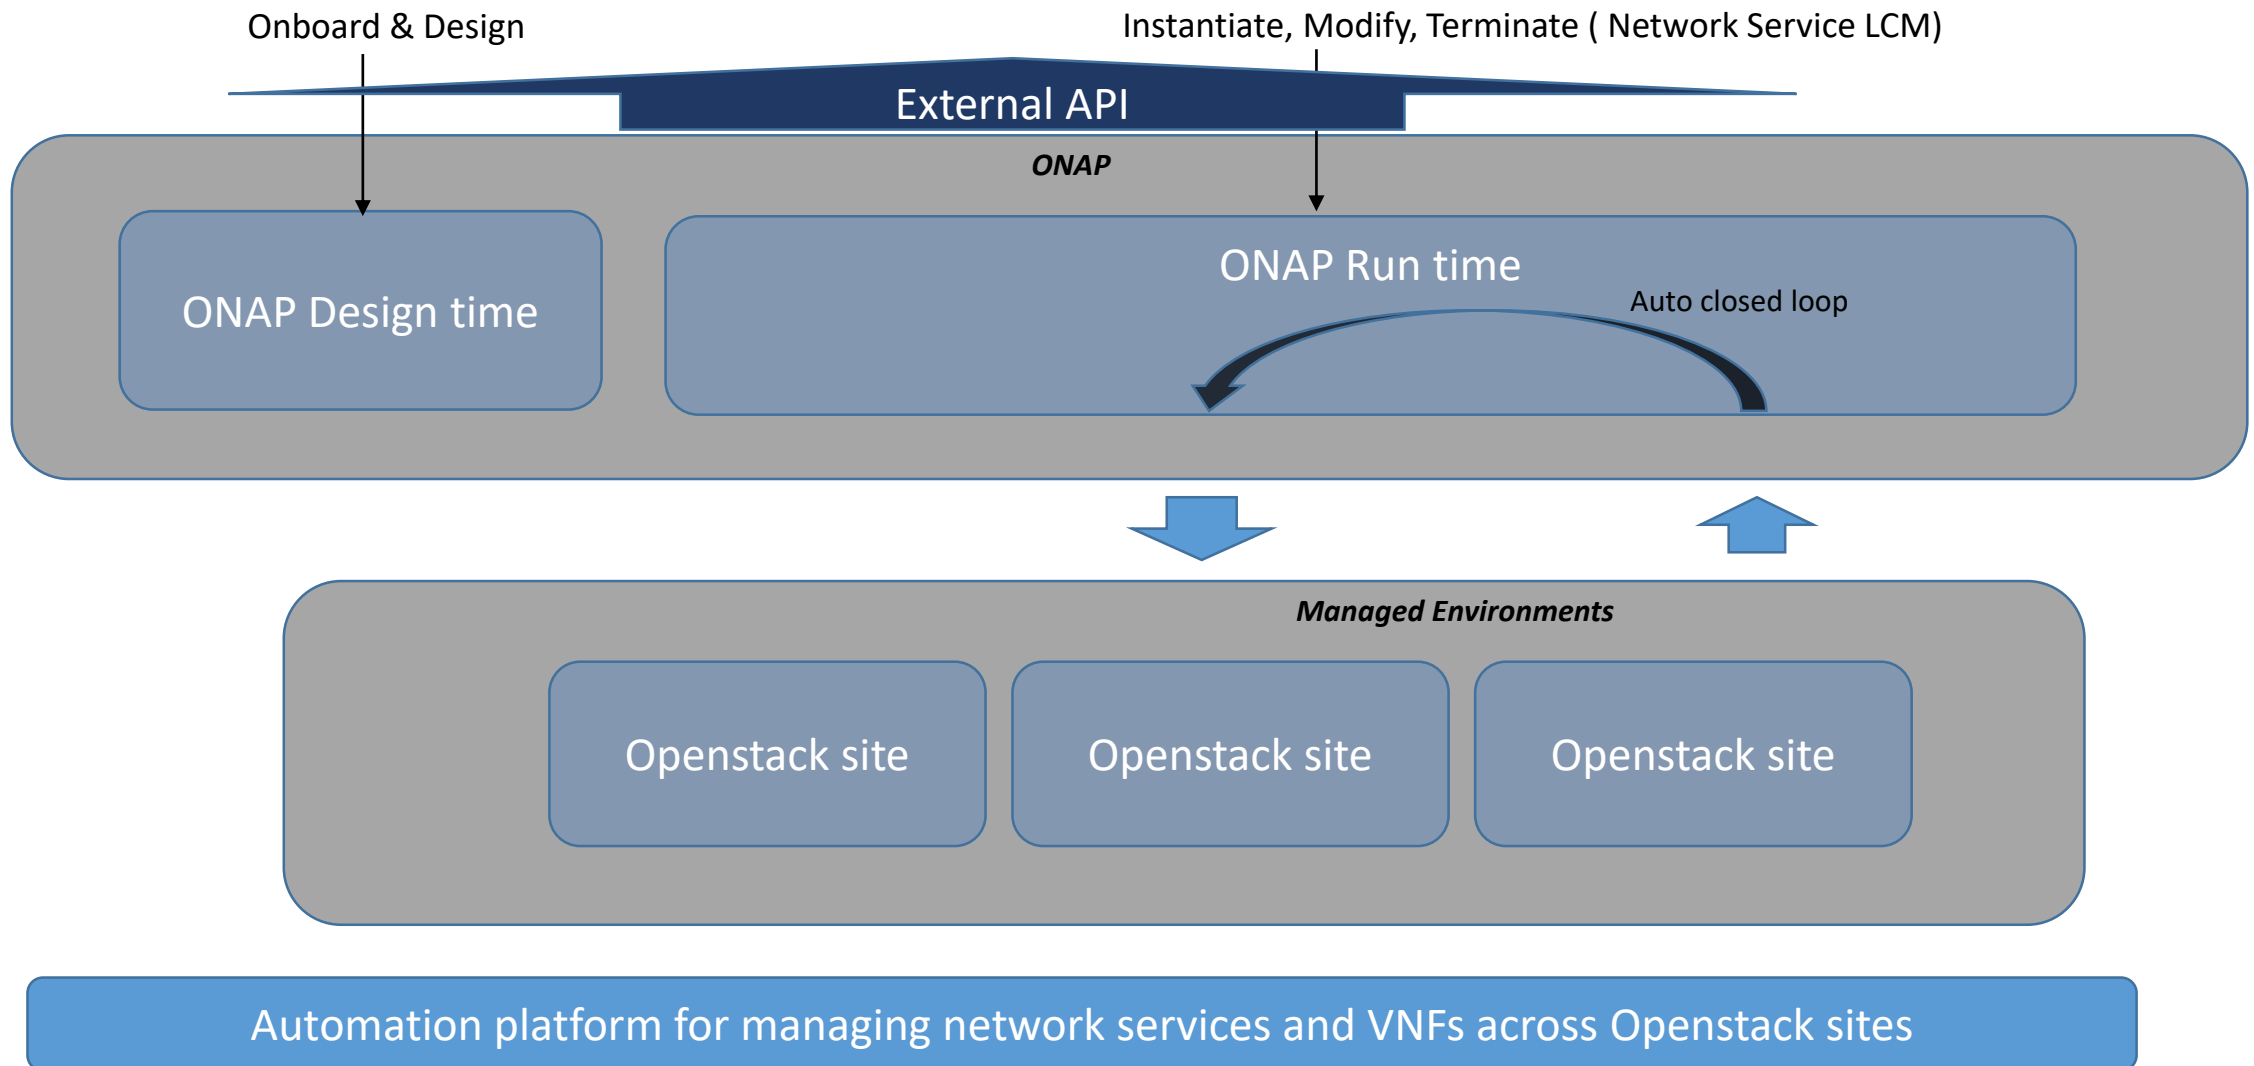 Onboard & Design
Instantiate, Modify, Terminate ( Network Service LCM)
External API
ONAP
ONAP Design time
ONAP Run time
Auto closed loop
Managed Environments
Openstack site
Openstack site
Openstack site
Automation platform for managing network services and VNFs across Openstack sites